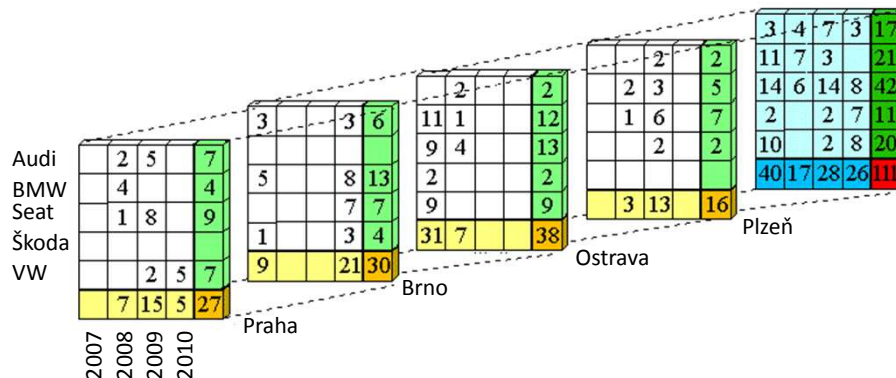 Audi 2 5 7
BMW 4 4
Seat 1 8 9
Škoda
VW 2 5 7
7 15 5 27
2007 2008 2009 2010
Praha
3 3 6
5 8 13
7 7
1 3 4
9 21 30
Brno
2 2
11 1 12
9 4 13
2 2
9 9
31 7 38
Ostrava
2 2
2 3 5
1 6 7
2 2
3 13 16
Plzeň
3 4 7 3 17
11 7 3 21
14 6 14 8 42
2 2 7 11
10 2 8 20
40 17 28 26 111